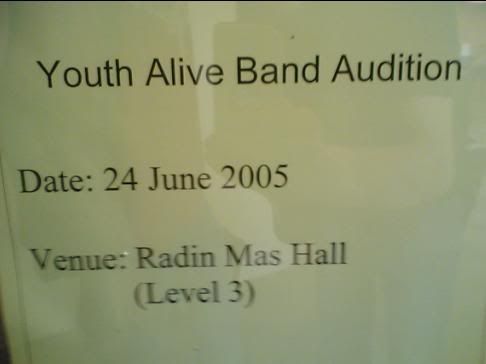 Youth Alive Band Audition
Date: 24 June 2005
Venue: Radin Mas Hall
(Level 3)